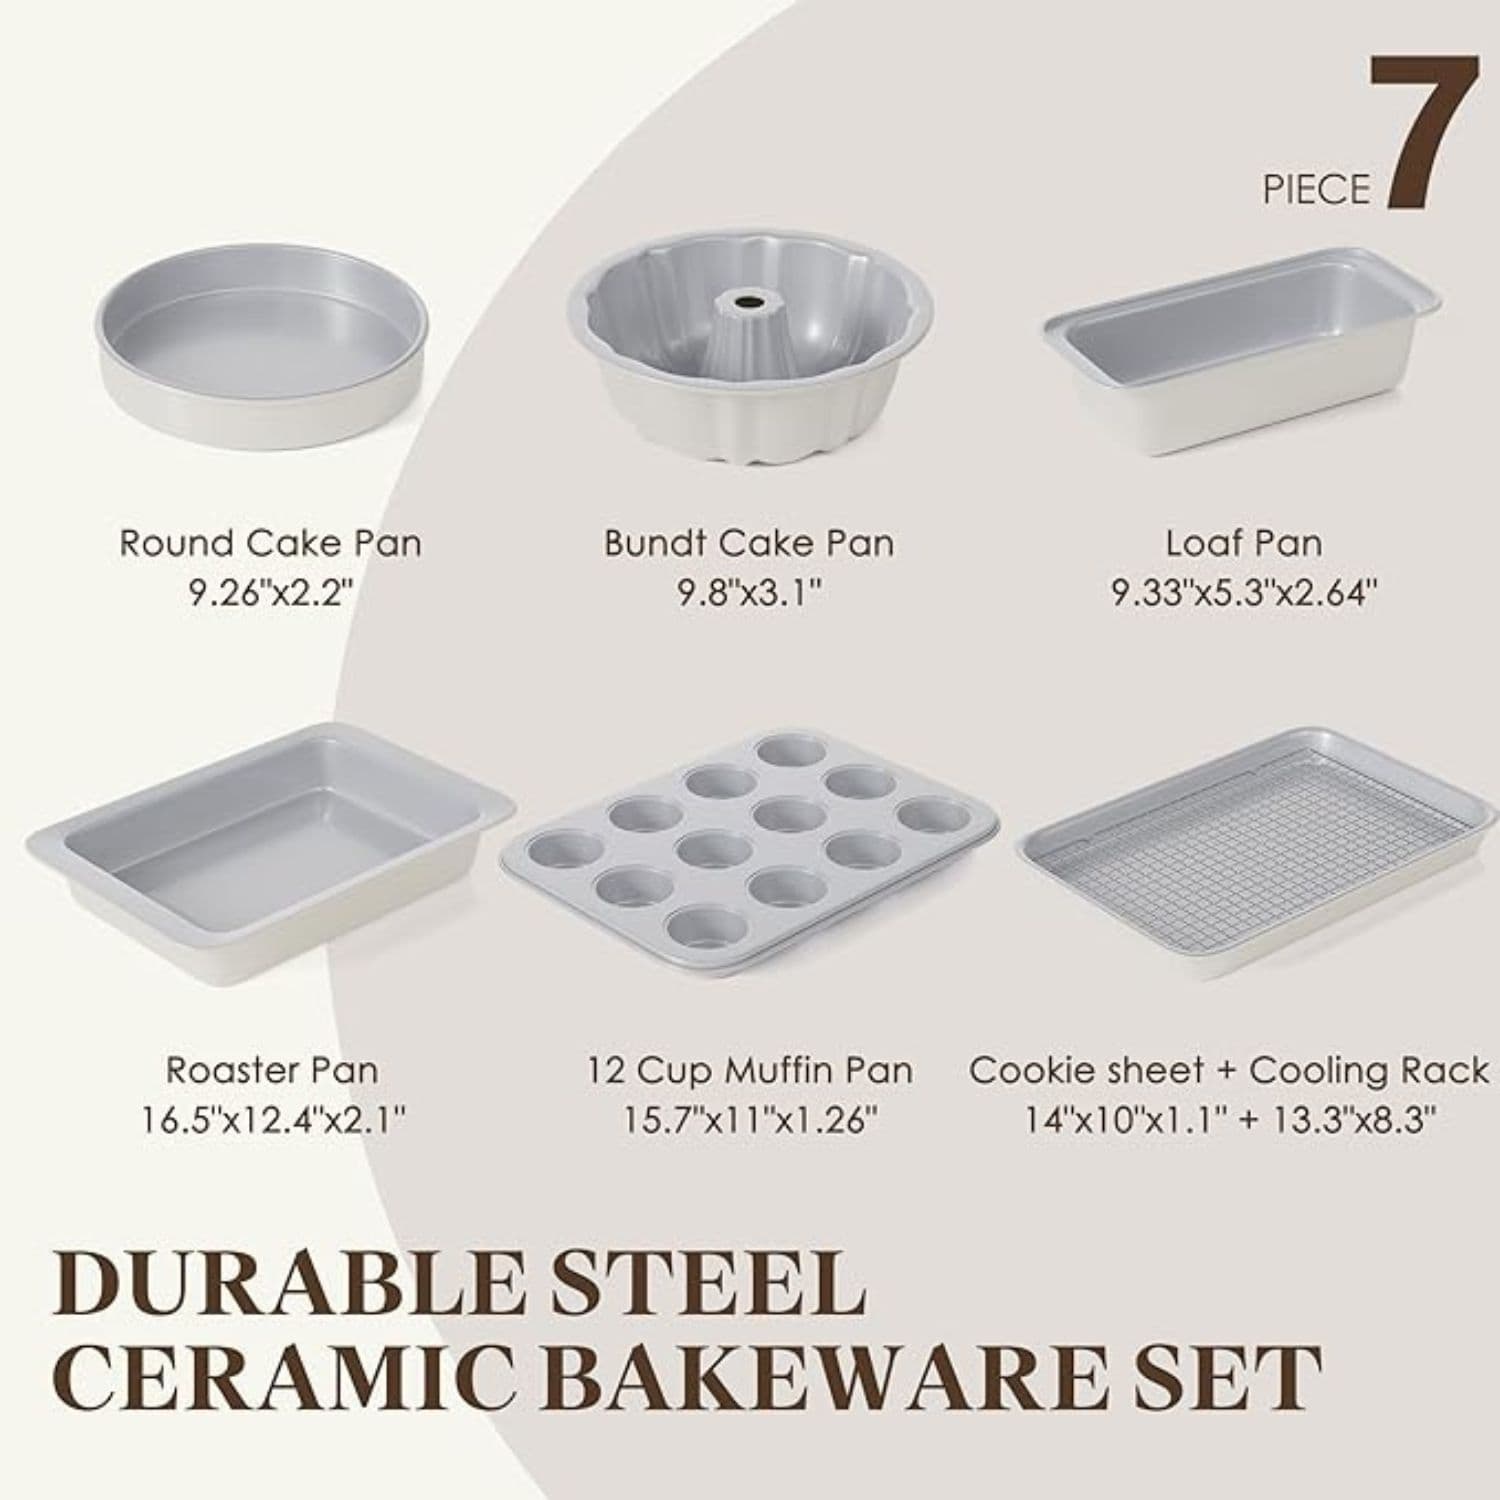 7
PIECE
Round Cake Pan
9.26"x2.2"
Bundt Cake Pan
9.8"x3.1"
Loaf Pan
9.33"x5.3"x2.64"
Roaster Pan
16.5"x12.4"x2.1"
12 Cup Muffin Pan
15.7"x11"x1.26"
Cookie sheet + Cooling Rack
14"x10"x1.1" + 13.3"x8.3"
DURABLE STEEL
CERAMIC BAKEWARE SET